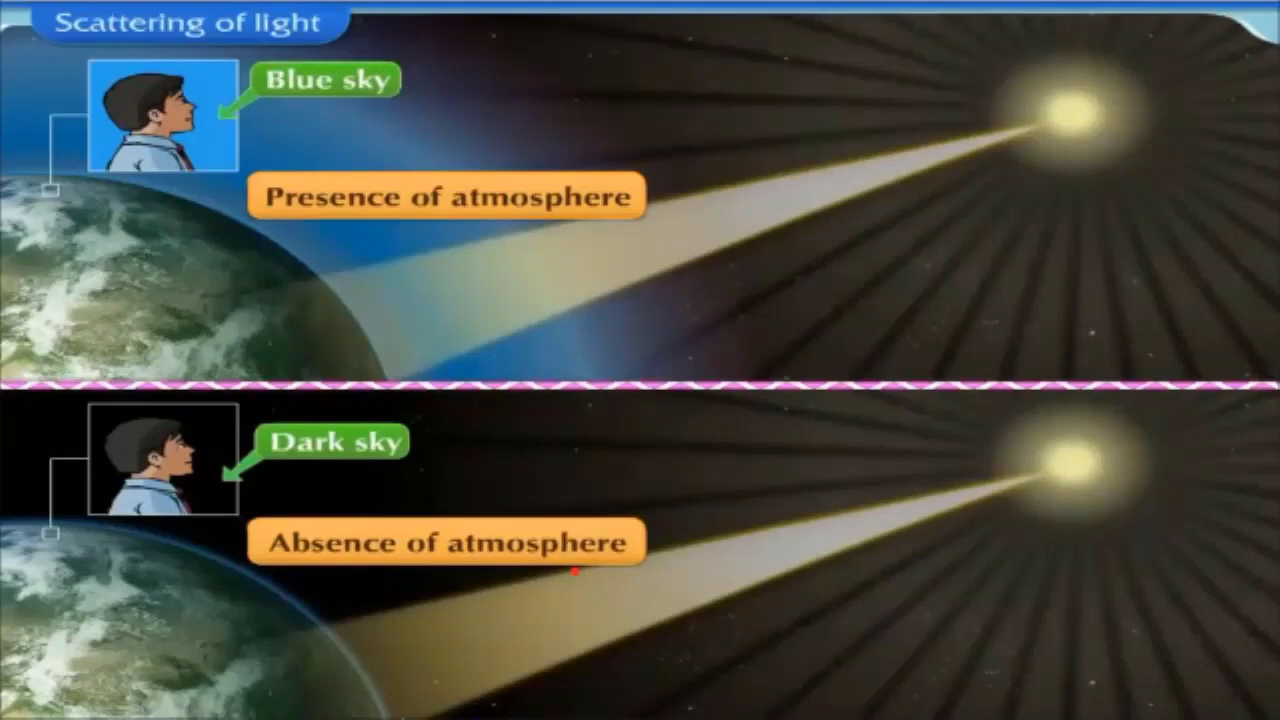 Scattering of light
Blue sky
Presence of atmosphere
Dark sky
Absence of atmosphere